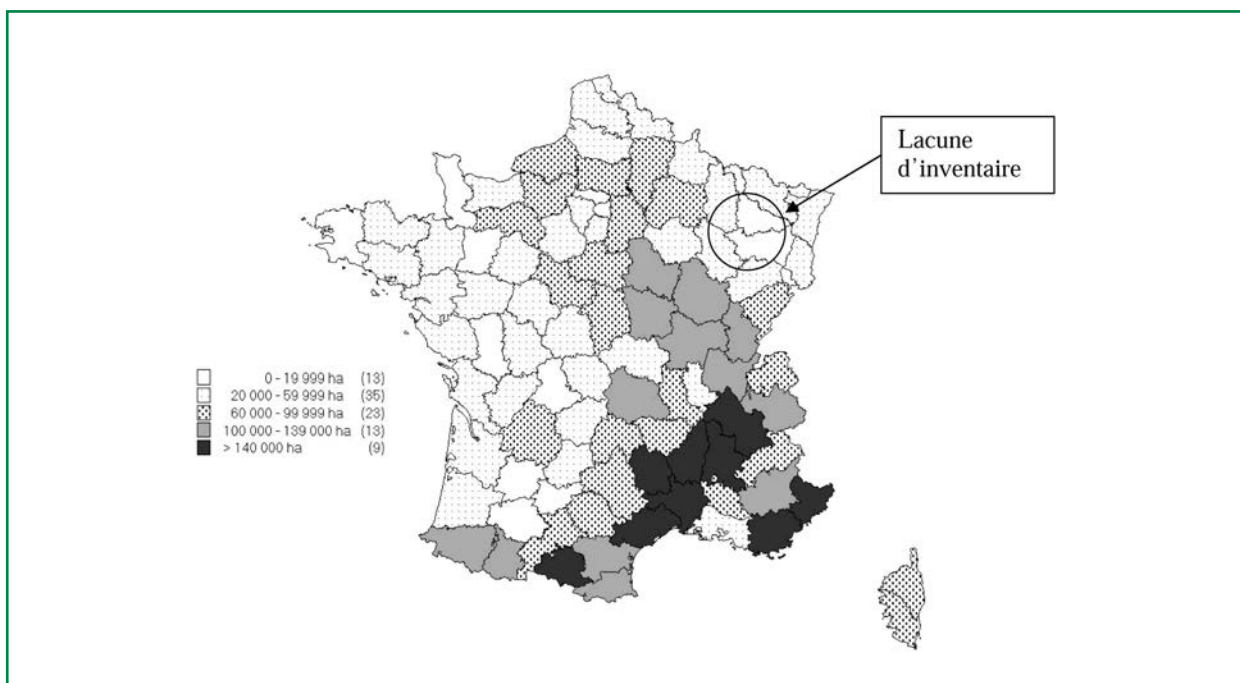 Lacune
d'inventaire
0 - 19 999 ha (13)
20 000 - 59 999 ha (35)
60 000 - 99 999 ha (23)
100 000 - 139 000 ha (13)
> 140 000 ha (9)